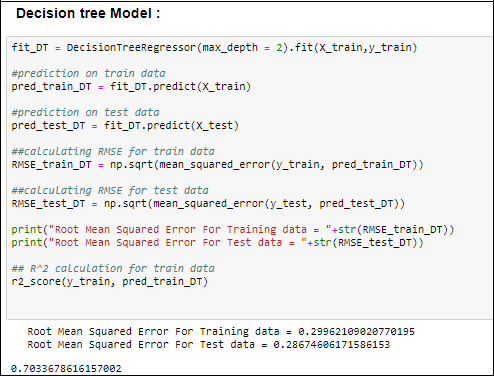 Decision tree Model :
fit_DT = DecisionTreeRegressor(max_depth = 2).fit(X_train,y_train)
#prediction on train data
pred_train_DT = fit_DT.predict(X_train)
#prediction on test data
pred_test_DT = fit_DT.predict(X_test)
##calculating RMSE for train data
RMSE_train_DT = np.sqrt(mean_squared_error(y_train, pred_train_DT))
##calculating RMSE for test data
RMSE_test_DT = np.sqrt(mean_squared_error(y_test, pred_test_DT))
print("Root Mean Squared Error For Training data = "+str(RMSE_train_DT))
print("Root Mean Squared Error For Test data = "+str(RMSE_test_DT))
## R^2 calculation for train data
r2_score(y_train, pred_train_DT)
Root Mean Squared Error For Training data = 0.29962109020770195
Root Mean Squared Error For Test data = 0.28674606171586153
0.7033678616157002